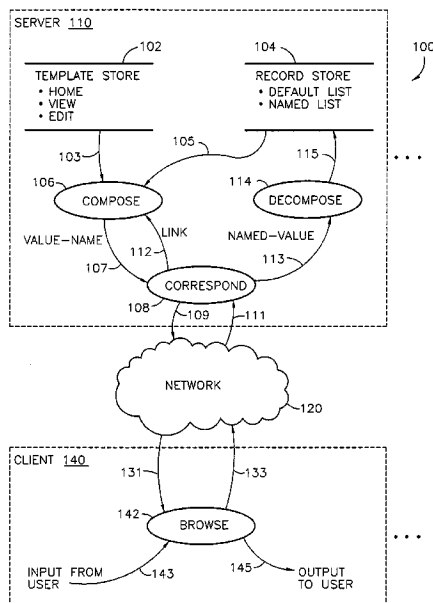 SERVER 110
102
104
100
TEMPLATE STORE
• HOME
• VIEW
• EDIT
RECORD STORE
• DEFAULT LIST
• NAMED LIST
103
105
115
106
114
COMPOSE
DECOMPOSE
VALUE-NAME
LINK
NAMED-VALUE
112
107
113
CORRESPOND
108
109
111
NETWORK
120
CLIENT 140
131
133
142
BROWSE
INPUT FROM
USER
143
145
OUTPUT
TO USER